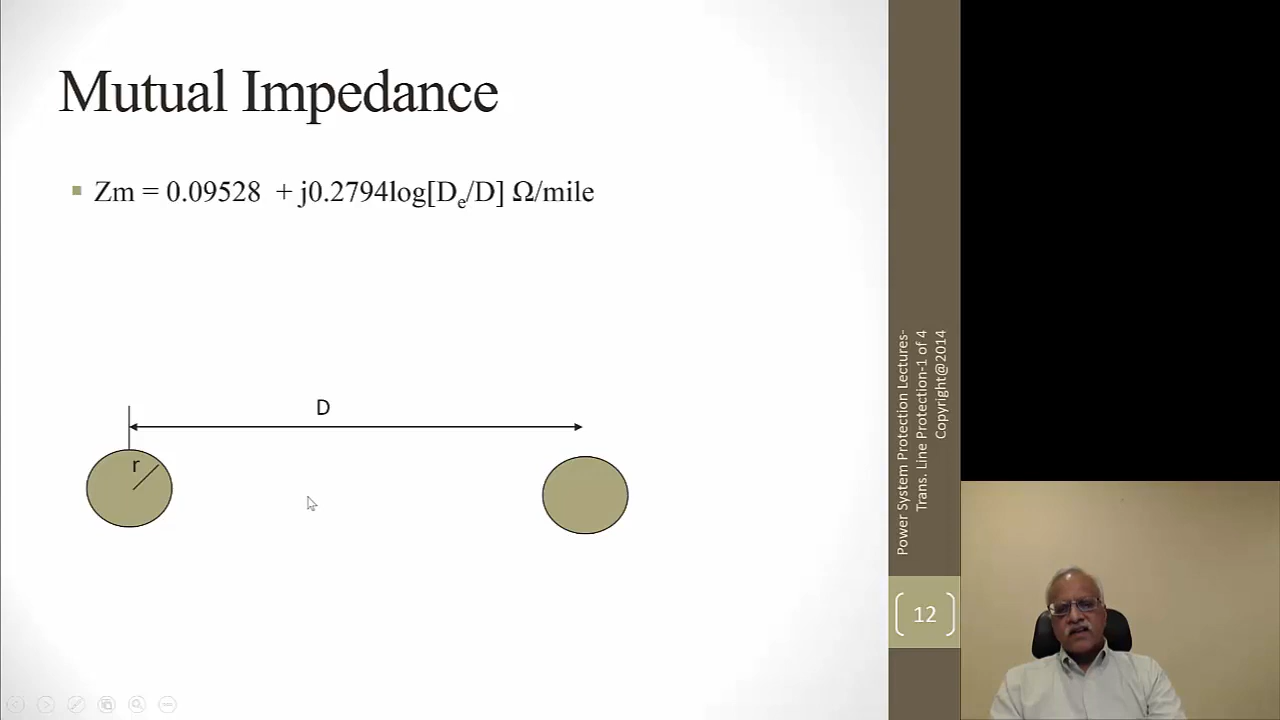 Mutual Impedance
Zm = 0.09528 + j0.2794log[Dₑ/D] Ω/mile
D
r
Power System Protection Lectures-
Trans. Line Protection-1 of 4
Copyright@2014
12